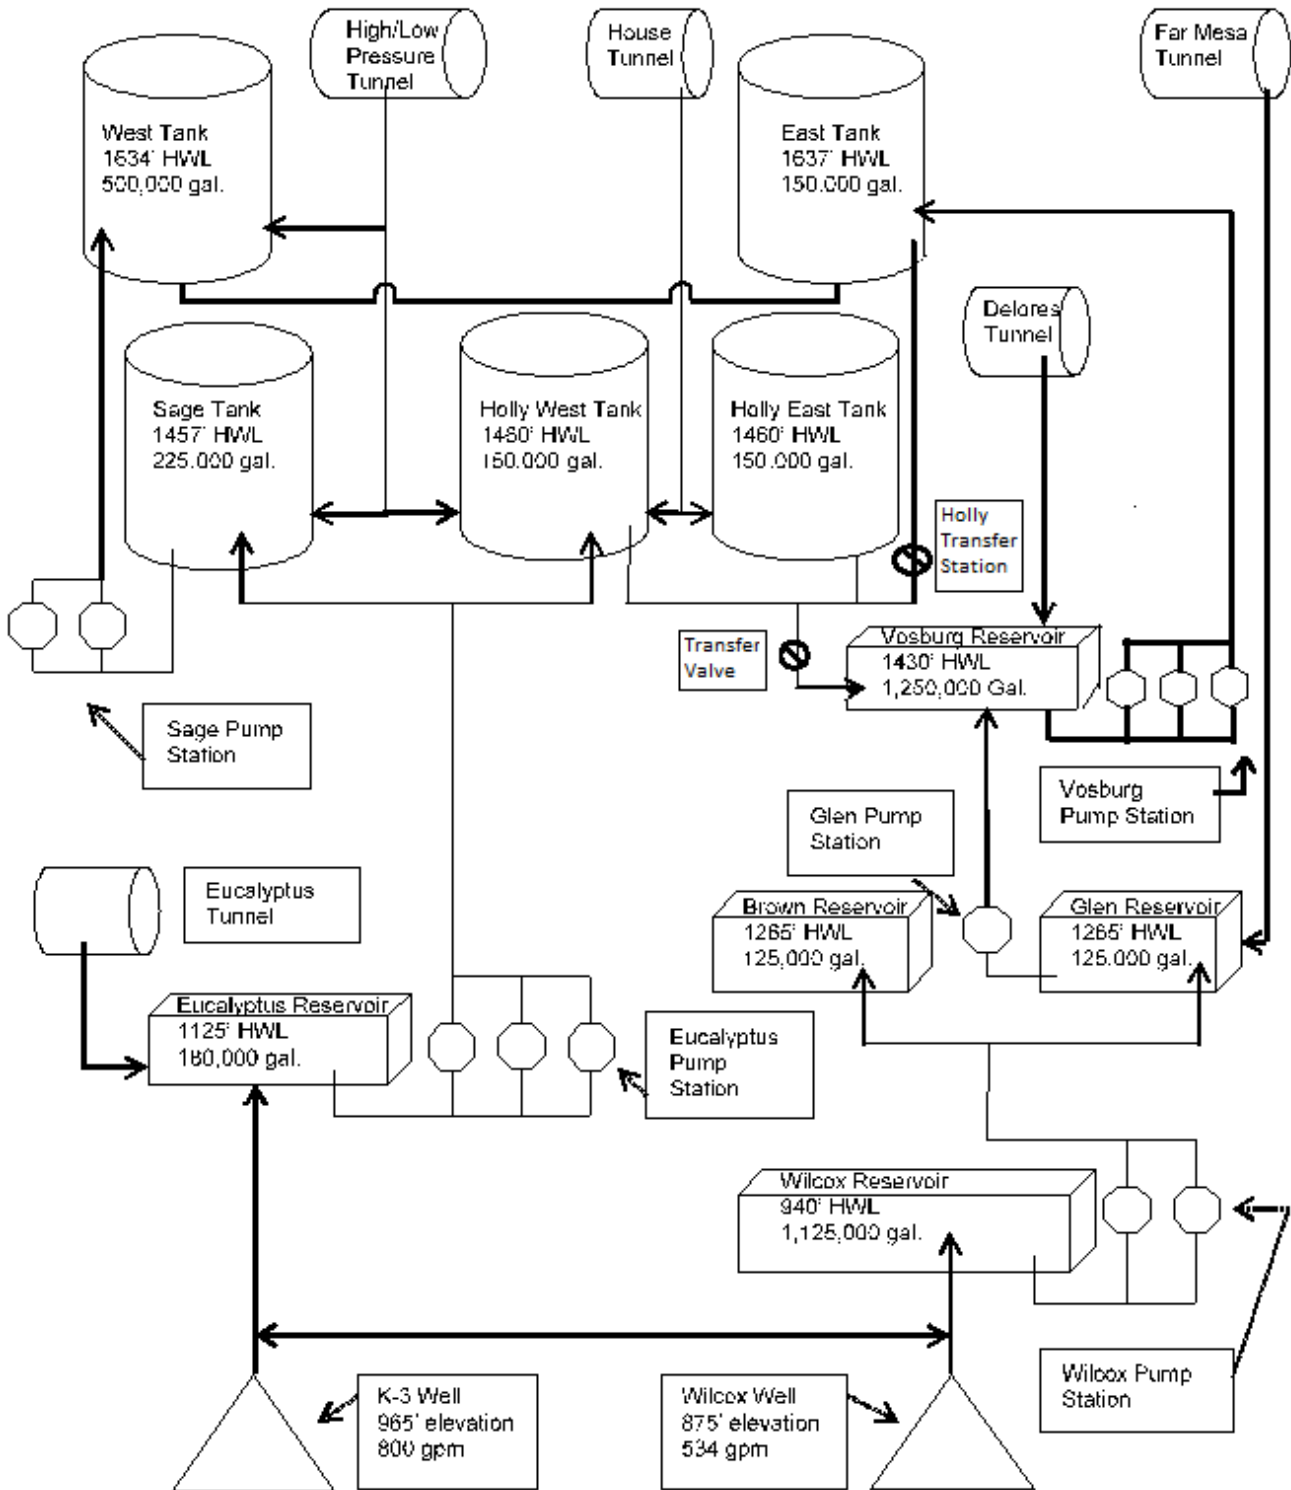 High/Low
Pressure
Tunnel
House
Tunnel
Far Mesa
Tunnel
West Tank
1634' HWL
500,000 gal.
East Tank
1637' HWL
150.000 gal.
Delores
Tunnel
Sage Tank
1457' HWL
225.000 gal.
Holly West Tank
1460' HWL
150.000 gal.
Holly East Tank
1460' HWL
150.000 gal.
Holly
Transfer
Station
Transfer
Valve
Vosburg Reservoir
1430' HWL
1,250,000 Gal.
Sage Pump
Station
Vosburg
Pump Station
Glen Pump
Station
Eucalyptus
Tunnel
Brown Reservoir
1265' HWL
125,000 gal.
Glen Reservoir
1265' HWL
125.000 gal.
Eucalyptus Reservoir
1125' HWL
180,000 gal.
Eucalyptus
Pump
Station
Wilcox Reservoir
940' HWL
1,125,000 gal.
K-3 Well
965' elevation
800 gpm
Wilcox Well
875' elevation
534 gpm
Wilcox Pump
Station